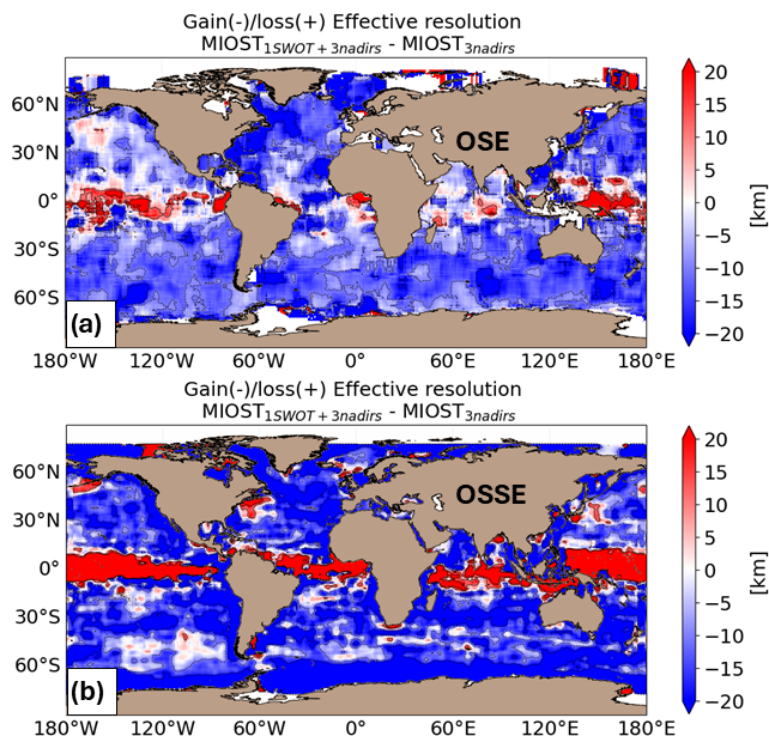 Gain(-)/loss(+) Effective resolution
MIOST1SWOT+3nadirs - MIOST3nadirs
60°N
30°N
0°
30°S
60°S
OSE
(a)
180°W 120°W 60°W 0° 60°E 120°E 180°E
20
15
10
5
0
−5
−10
−15
−20
[km]
Gain(-)/loss(+) Effective resolution
MIOST1SWOT+3nadirs - MIOST3nadirs
60°N
30°N
0°
30°S
60°S
OSSE
(b)
180°W 120°W 60°W 0° 60°E 120°E 180°E
20
15
10
5
0
−5
−10
−15
−20
[km]